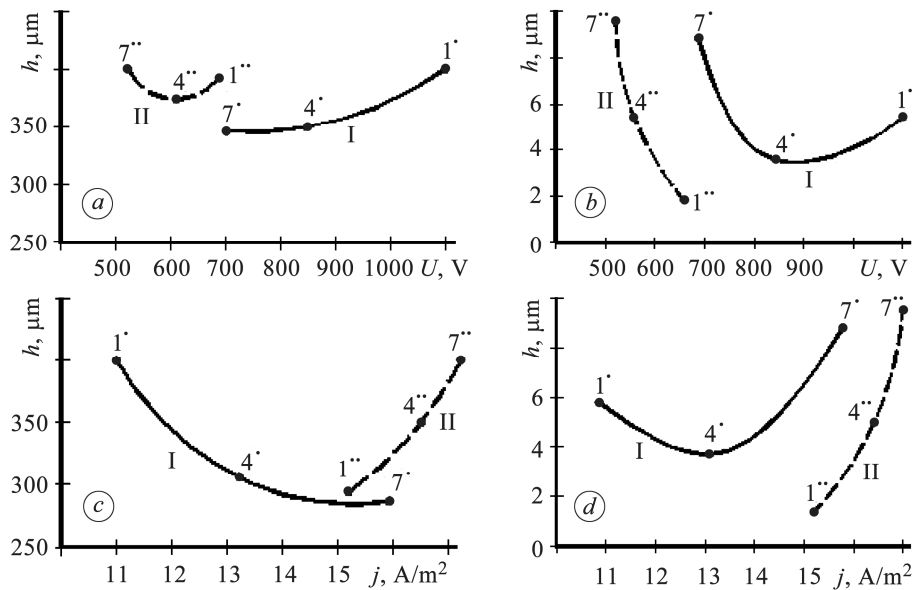 h, μm
400
350
300
250
7••
4••
1••
II
7•
4•
1•
I
a
500 600 700 800 900 1000 U, V
h, μm
6
4
2
0
7••
4••
1••
II
7•
4•
1•
I
b
500 600 700 800 900 U, V
h, μm
400
350
300
250
1•
4•
7•
I
1••
4••
7••
II
c
11 12 13 14 15 j, A/m²
h, μm
6
4
2
0
1•
4•
7•
I
1••
4••
7••
II
d
11 12 13 14 15 j, A/m²